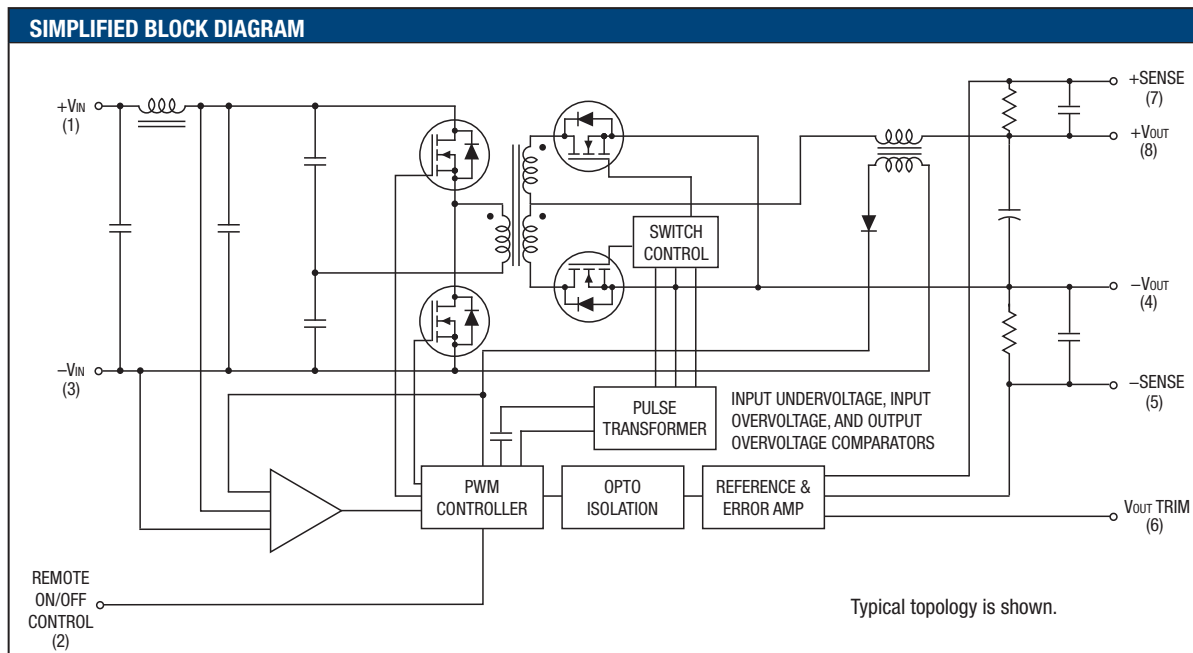 SIMPLIFIED BLOCK DIAGRAM
+VIN
(1)
–VIN
(3)
+SENSE
(7)
+VOUT
(8)
SWITCH
CONTROL
–VOUT
(4)
–SENSE
(5)
PULSE
TRANSFORMER
INPUT UNDERVOLTAGE, INPUT
OVERVOLTAGE, AND OUTPUT
OVERVOLTAGE COMPARATORS
PWM
CONTROLLER
OPTO
ISOLATION
REFERENCE &
ERROR AMP
VOUT TRIM
(6)
REMOTE
ON/OFF
CONTROL
(2)
Typical topology is shown.